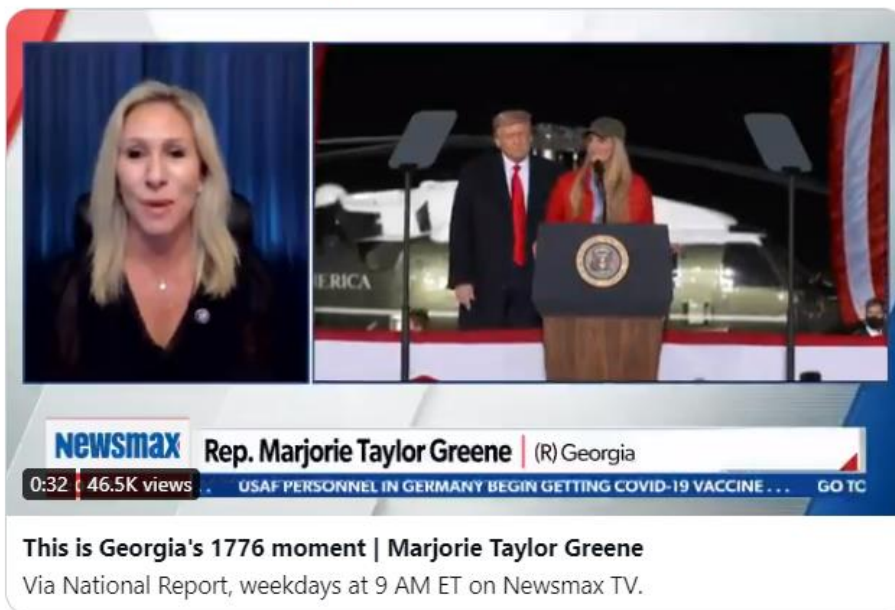 ERICA
newsmax
Rep. Marjorie Taylor Greene | (R) Georgia
0:32 46.5K views
USAF PERSONNEL IN GERMANY BEGIN GETTING COVID-19 VACCINE . . . GO TO
This is Georgia's 1776 moment | Marjorie Taylor Greene
Via National Report, weekdays at 9 AM ET on Newsmax TV.